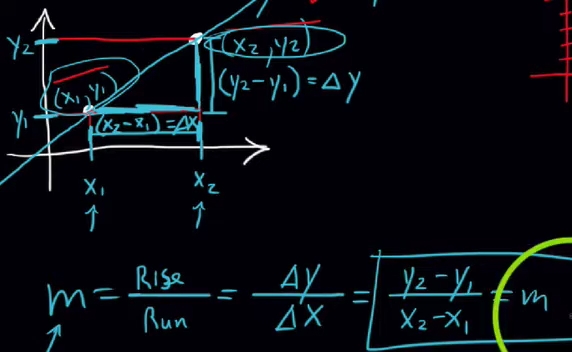 y₂
(x₂, y₂)
(y₂-y₁) = Δy
(x₁, y₁)
y₁
(x₂-x₁) = Δx
x₁
x₂
m = Rise/Run = Δy/Δx = y₂-y₁/x₂-x₁ = m